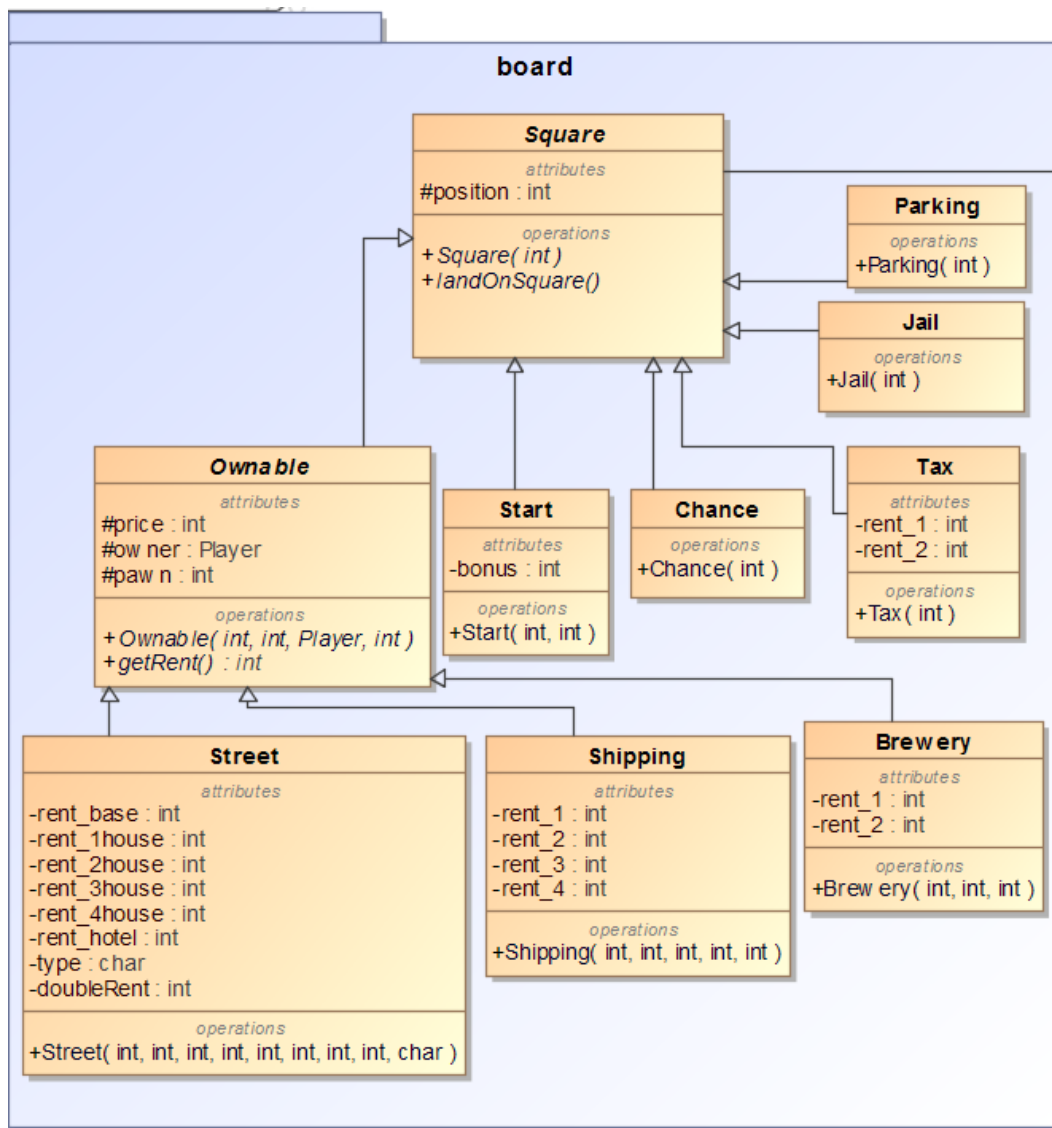 board
Square
attributes
#position : int
operations
+Square( int )
+landOnSquare()
Parking
operations
+Parking( int )
Jail
operations
+Jail( int )
Ownable
attributes
#price : int
#owner : Player
#pawn : int
operations
+Ownable( int, int, Player, int )
+getRent() : int
Start
attributes
-bonus : int
operations
+Start( int, int )
Chance
operations
+Chance( int )
Tax
attributes
-rent_1 : int
-rent_2 : int
operations
+Tax( int )
Street
attributes
-rent_base : int
-rent_1house : int
-rent_2house : int
-rent_3house : int
-rent_4house : int
-rent_hotel : int
-type : char
-doubleRent : int
operations
+Street( int, int, int, int, int, int, int, int, char )
Shipping
attributes
-rent_1 : int
-rent_2 : int
-rent_3 : int
-rent_4 : int
operations
+Shipping( int, int, int, int, int )
Brewery
attributes
-rent_1 : int
-rent_2 : int
operations
+Brewery( int, int, int )